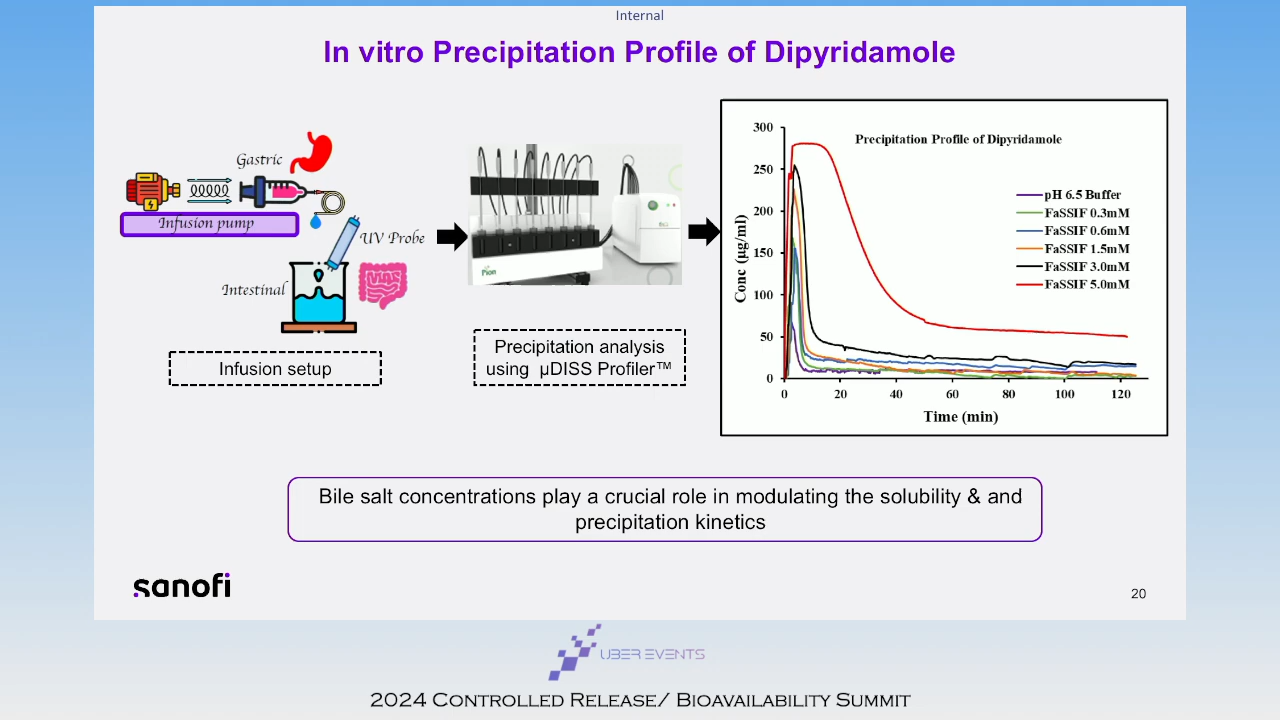 Internal
In vitro Precipitation Profile of Dipyridamole
Gastric
Infusion pump
UV Probe
Intestinal
Infusion setup
Pion
Precipitation analysis
using µDISS Profiler™
Precipitation Profile of Dipyridamole
Conc (µg/ml)
300
250
200
150
100
50
0
0 20 40 60 80 100 120
Time (min)
pH 6.5 Buffer
FaSSIF 0.3mM
FaSSIF 0.6mM
FaSSIF 1.5mM
FaSSIF 3.0mM
FaSSIF 5.0mM
Bile salt concentrations play a crucial role in modulating the solubility & and
precipitation kinetics
sanofi
20
UBER EVENTS
2024 Controlled Release/ Bioavailability Summit